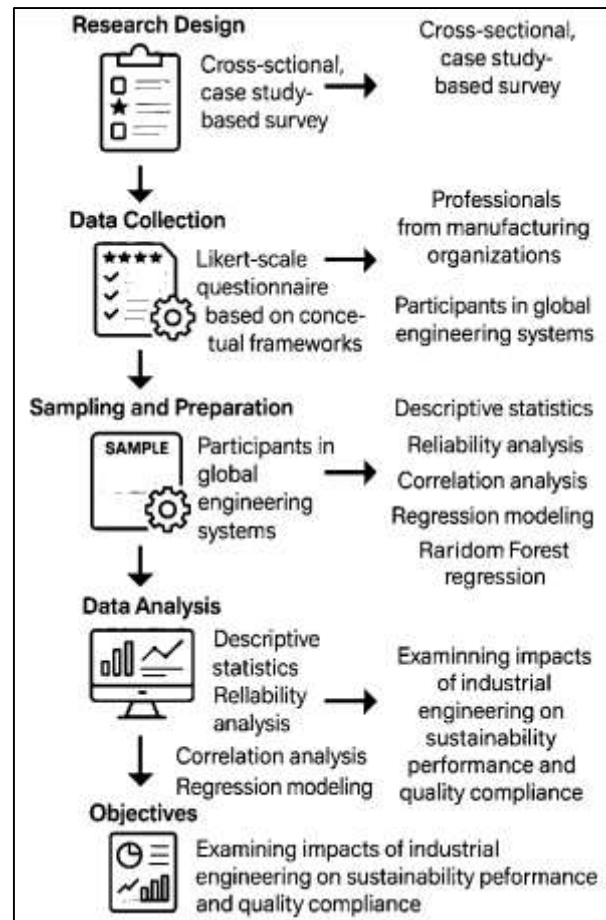 Research Design
Cross-sctional,
case study-
based survey
Cross-sectional,
case study-
based survey
Data Collection
Likert-scale
questionnaire
based on conce-
tual frameworks
Professionals
from manufacturing
organizations
Participants in global
engineering systems
Sampling and Preparation
SAMPLE
Participants in
global
engineering
systems
Descriptive statistics
Reliability analysis
Correlation analysis
Regression modeling
Raridom Forest
regression
Data Analysis
Descriptive
statistics
Rellability
analysis
Correlation analysis
Regression modeling
Examinning impacts
of industrial
engineering on
sustainability
performance and
quality compliance
Objectives
Examining impacts of industrial
engineering on sustainability peformance
and quality compliance